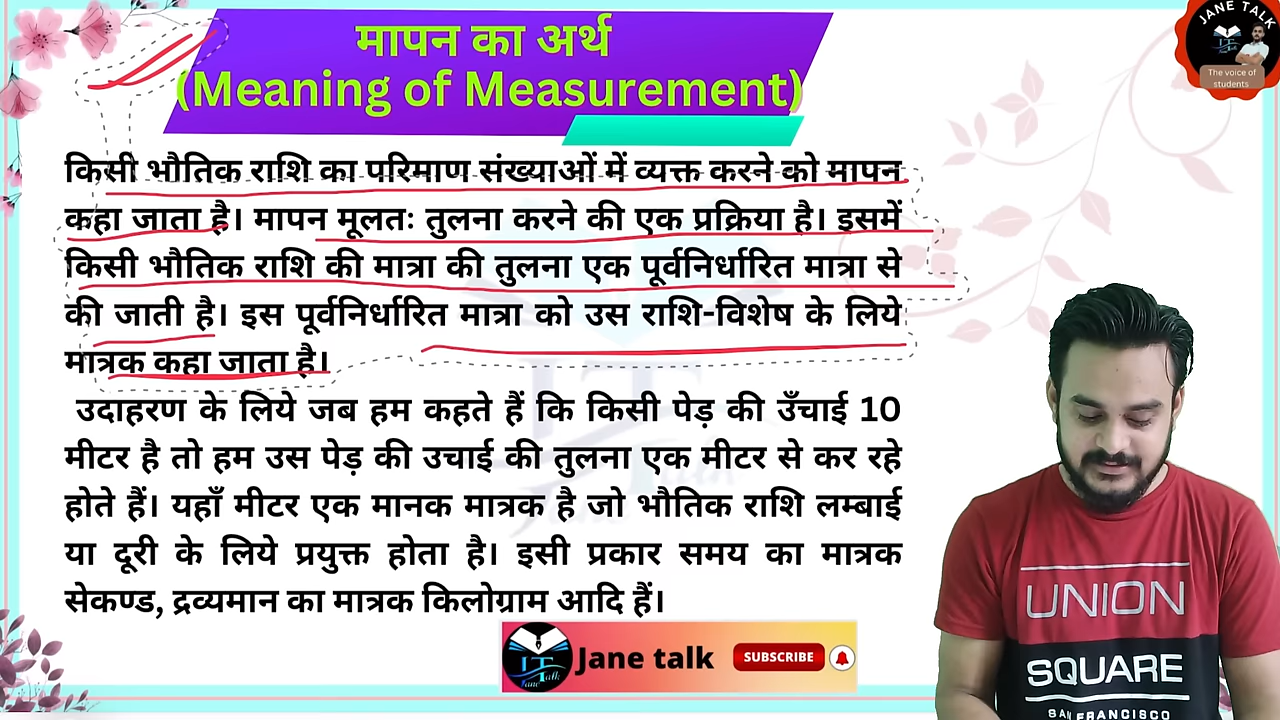 मापन का अर्थ
(Meaning of Measurement)
JANE TALK
The voice of
students
किसी भौतिक राशि का परिमाण संख्याओं में व्यक्त करने को मापन
कहा जाता है। मापन मूलतः तुलना करने की एक प्रक्रिया है। इसमें
किसी भौतिक राशि की मात्रा की तुलना एक पूर्वनिर्धारित मात्रा से
की जाती है। इस पूर्वनिर्धारित मात्रा को उस राशि-विशेष के लिये
मात्रक कहा जाता है।
उदाहरण के लिये जब हम कहते हैं कि किसी पेड़ की उँचाई 10
मीटर है तो हम उस पेड़ की उचाई की तुलना एक मीटर से कर रहे
होते हैं। यहाँ मीटर एक मानक मात्रक है जो भौतिक राशि लम्बाई
या दूरी के लिये प्रयुक्त होता है। इसी प्रकार समय का मात्रक
सेकण्ड, द्रव्यमान का मात्रक किलोग्राम आदि हैं।
Jane talk
SUBSCRIBE
UNION
SQUARE
SAN FRANCISCO